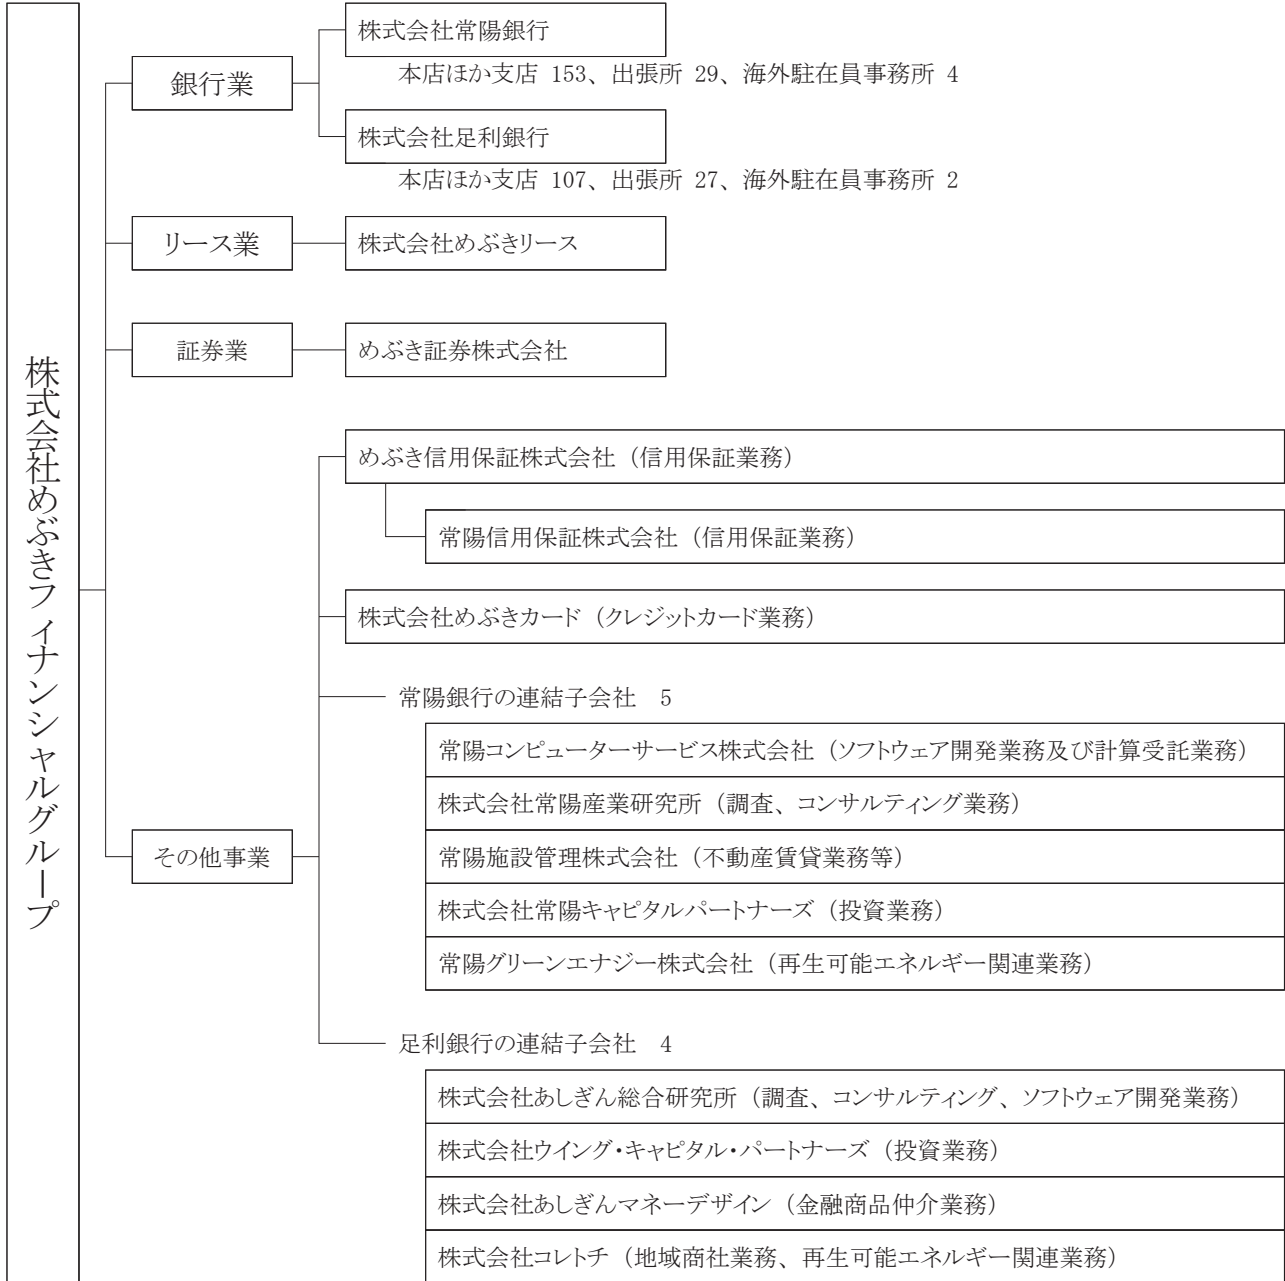 株式会社めぶきフィナンシャルグループ
銀行業
株式会社常陽銀行
本店ほか支店 153、出張所 29、海外駐在員事務所 4
株式会社足利銀行
本店ほか支店 107、出張所 27、海外駐在員事務所 2
リース業
株式会社めぶきリース
証券業
めぶき証券株式会社
その他事業
めぶき信用保証株式会社（信用保証業務）
常陽信用保証株式会社（信用保証業務）
株式会社めぶきカード（クレジットカード業務）
常陽銀行の連結子会社 5
常陽コンピューターサービス株式会社（ソフトウェア開発業務及び計算受託業務）
株式会社常陽産業研究所（調査、コンサルティング業務）
常陽施設管理株式会社（不動産賃貸業務等）
株式会社常陽キャピタルパートナーズ（投資業務）
常陽グリーンエナジー株式会社（再生可能エネルギー関連業務）
足利銀行の連結子会社 4
株式会社あしぎん総合研究所（調査、コンサルティング、ソフトウェア開発業務）
株式会社ウイング・キャピタル・パートナーズ（投資業務）
株式会社あしぎんマネーデザイン（金融商品仲介業務）
株式会社コレトチ（地域商社業務、再生可能エネルギー関連業務）